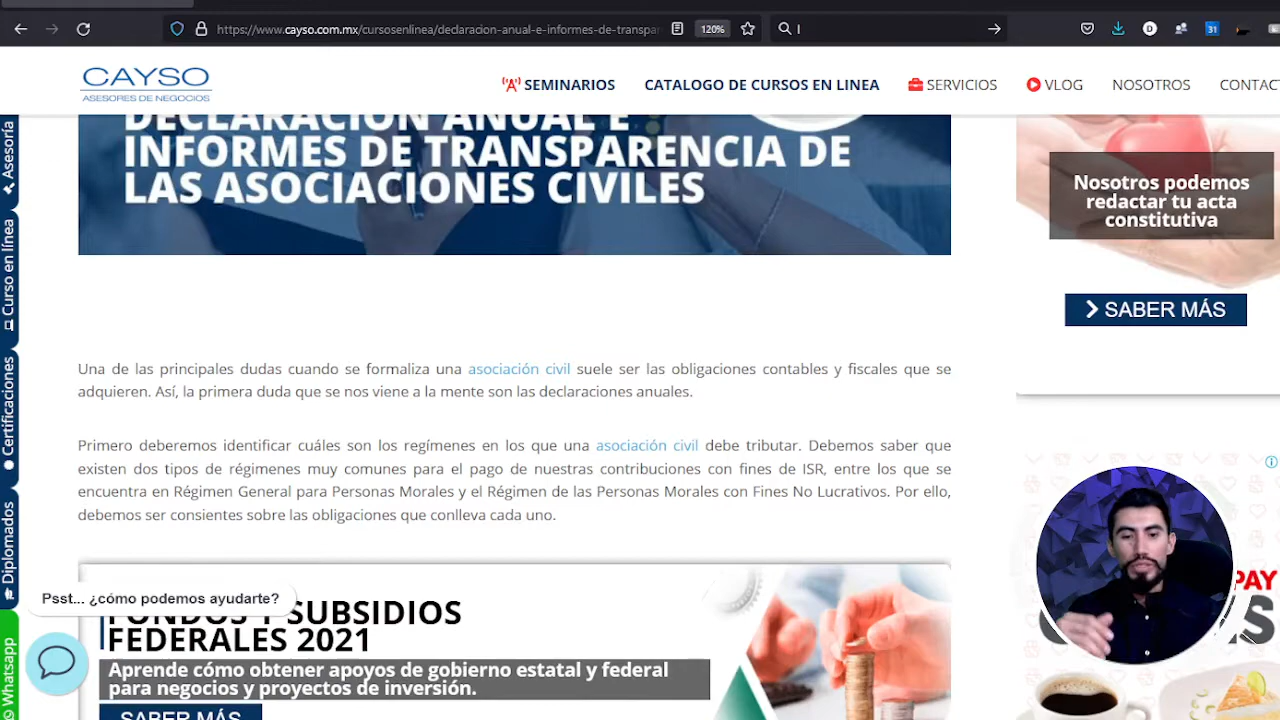 https://www.cayso.com.mx/cursosenlinea/declaracion-anual-e-informes-de-transpa
120%
31
CAYSO
ASESORES DE NEGOCIOS
SEMINARIOS
CATALOGO DE CURSOS EN LINEA
SERVICIOS
VLOG
NOSOTROS
CONTAC
Asesoría
Curso en línea
Certificaciones
Diplomados
Whatsapp
DECLARACIÓN ANUAL E
INFORMES DE TRANSPARENCIA DE
LAS ASOCIACIONES CIVILES
Nosotros podemos
redactar tu acta
constitutiva
SABER MÁS
Una de las principales dudas cuando se formaliza una asociación civil suele ser las obligaciones contables y fiscales que se
adquieren. Así, la primera duda que se nos viene a la mente son las declaraciones anuales.
Primero deberemos identificar cuáles son los regímenes en los que una asociación civil debe tributar. Debemos saber que
existen dos tipos de régimenes muy comunes para el pago de nuestras contribuciones con fines de ISR, entre los que se
encuentra en Régimen General para Personas Morales y el Régimen de las Personas Morales con Fines No Lucrativos. Por ello,
debemos ser consientes sobre las obligaciones que conlleva cada uno.
FONDOS Y SUBSIDIOS
FEDERALES 2021
Aprende cómo obtener apoyos de gobierno estatal y federal
para negocios y proyectos de inversión.
SABER MÁS
Psst... ¿cómo podemos ayudarte?
PAY